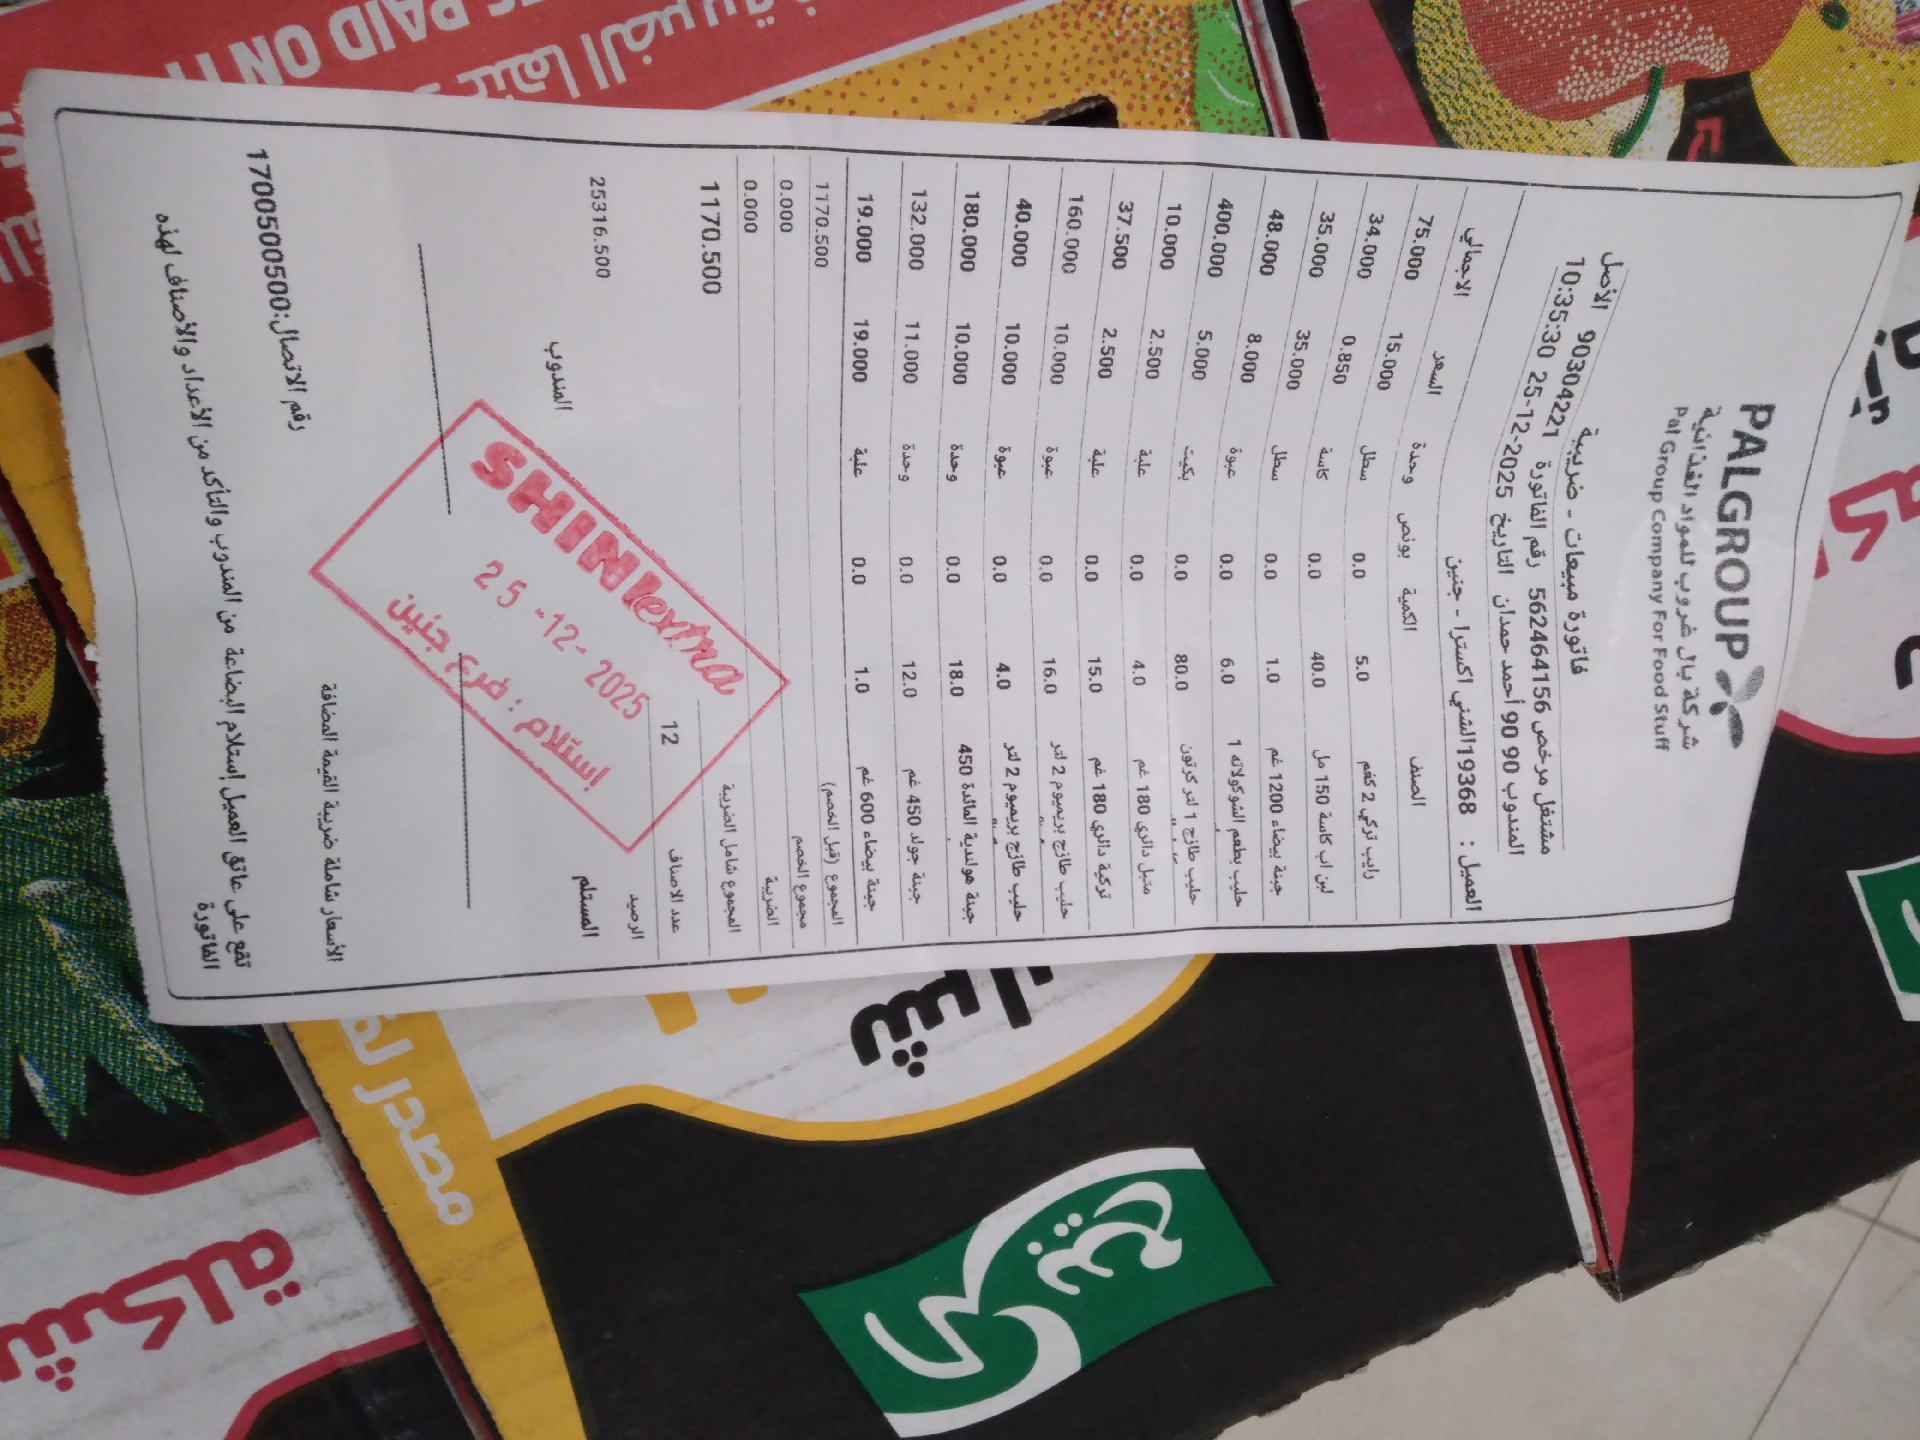 PALGROUP
شركة بال غروب للمواد الغذائية
Pal Group Company For Food Stuff
فاتورة مبيعات - ضريبية
الأصل
مشتغل مرخص 562464156 رقم الفاتورة 90304221
المندوب 90 90 أحمد حمدان التاريخ 25-12-2025 10:35:30
العميل : 19368الشني اكسترا - جنين
الصنف الكمية بونص وحدة السعر الاجمالي
رايب تركي 2 كغم 5.0 0.0 سطل 15.000 75.000
لبن اب كاسة 150 مل 40.0 0.0 كاسة 0.850 34.000
جبنة بيضاء 1200 غم 1.0 0.0 سطل 35.000 35.000
حليب بطعم الشوكولاته 1 6.0 0.0 عبوة 8.000 48.000
حليب طازج 1 لتر كرتون 80.0 0.0 بكيت 5.000 400.000
متبل دالري 180 غم 4.0 0.0 علبة 2.500 10.000
تركية دالري 180 غم 15.0 0.0 علبة 2.500 37.500
حليب طازج بريميوم 2 لتر 16.0 0.0 عبوة 10.000 160.000
حليب طازج بريميوم 2 لتر 4.0 0.0 عبوة 10.000 40.000
جبنة هولندية المائدة 450 18.0 0.0 وحدة 10.000 180.000
جبنة جولد 450 غم 12.0 0.0 وحدة 11.000 132.000
جبنة بيضاء 600 غم 1.0 0.0 علبة 19.000 19.000
المجموع (قبل الخصم) 1170.500
مجموع الخصم 0.000
الضريبة 0.000
المجموع شامل الضريبة 1170.500
عدد الاصناف 12
الرصيد 25316.500
المستلم المندوب
SHINI extra
25-12-2025
إستلام : فرع جنين
الأسعار شاملة ضريبة القيمة المضافة
رقم الاتصال:1700500500
تقع على عاتق العميل إستلام البضاعة من المندوب والتأكد من الأعداد والأصناف لهذه
الفاتورة
PAID ON
مصدر
شكلة